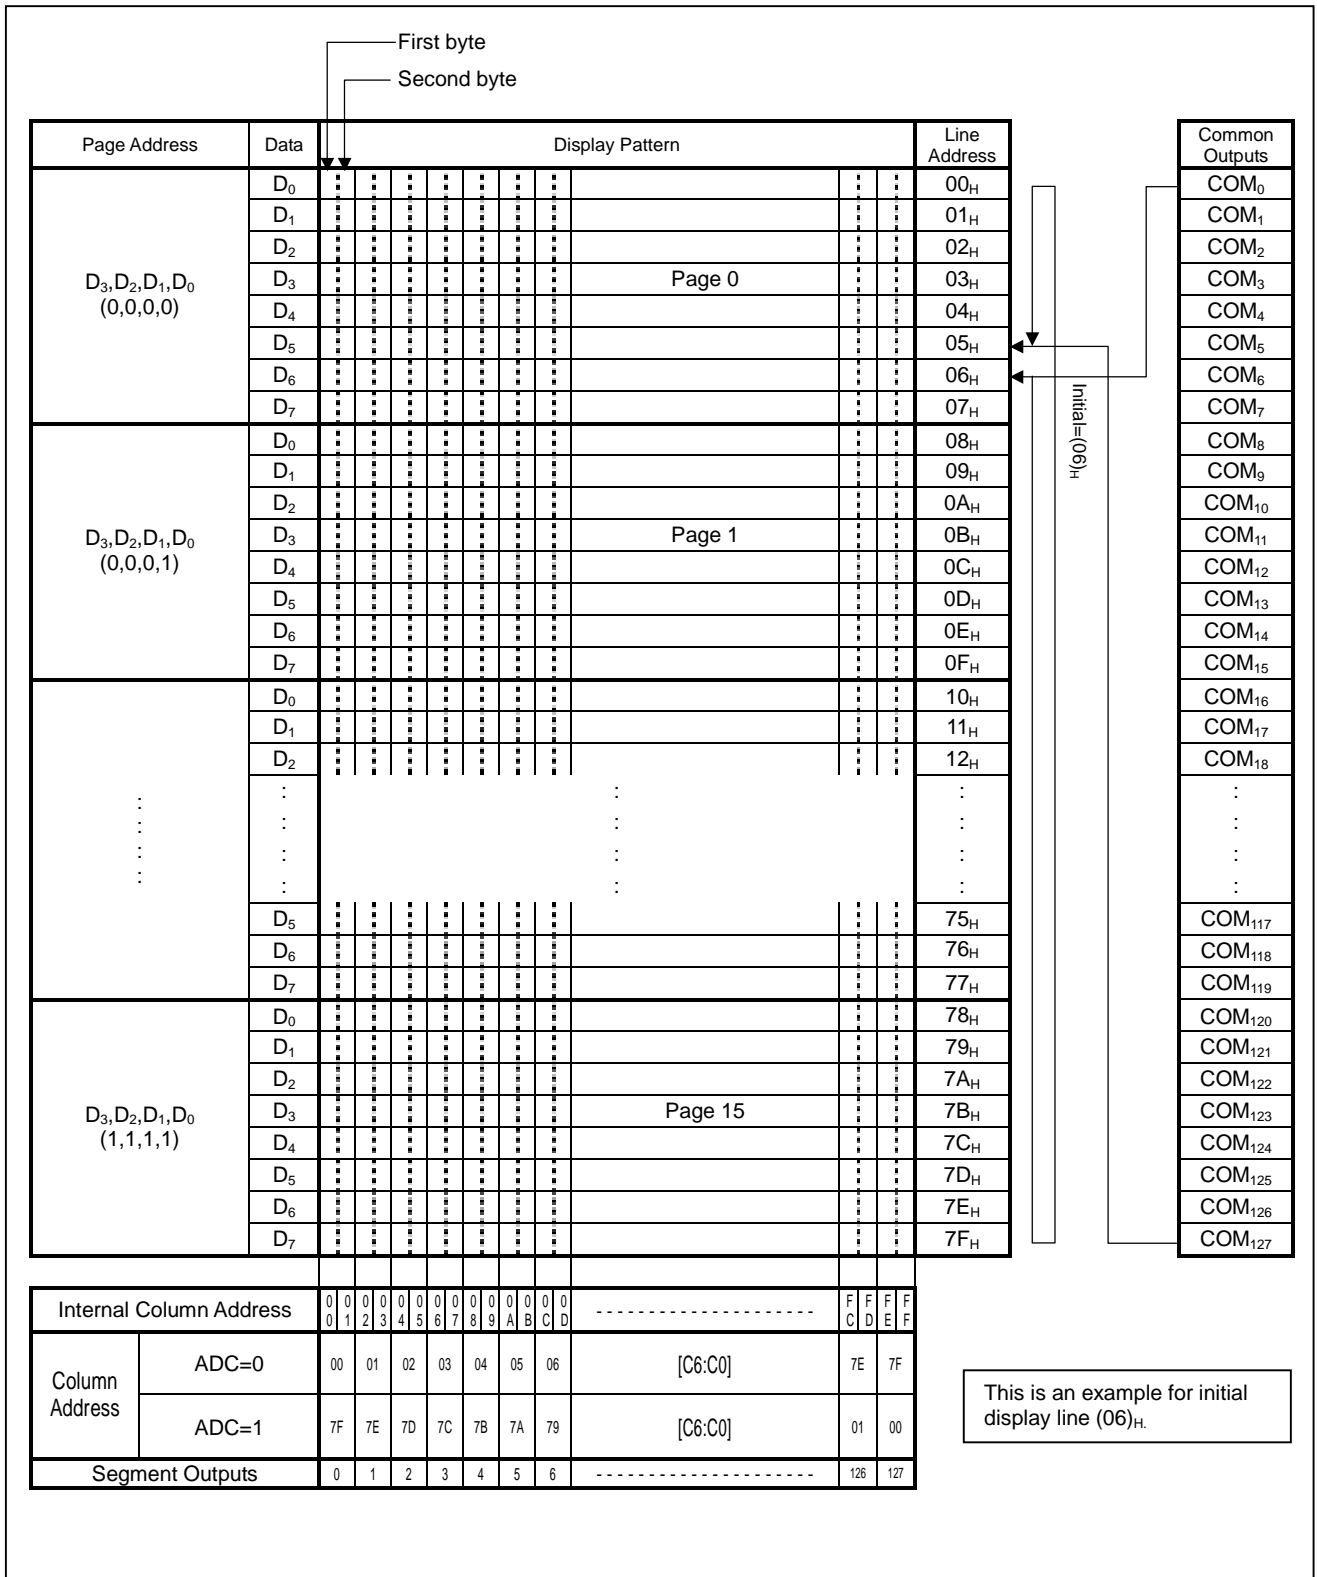 First byte
Second byte
Page Address Data Display Pattern Line Address Common Outputs
D₀ 00H COM₀
D₁ 01H COM₁
D₂ 02H COM₂
D₃,D₂,D₁,D₀ (0,0,0,0) D₃ Page 0 03H COM₃
D₄ 04H COM₄
D₅ 05H COM₅
D₆ 06H COM₆
D₇ 07H COM₇
Initial=(06)H
D₀ 08H COM₈
D₁ 09H COM₉
D₂ 0AH COM₁₀
D₃,D₂,D₁,D₀ (0,0,0,1) D₃ Page 1 0BH COM₁₁
D₄ 0CH COM₁₂
D₅ 0DH COM₁₃
D₆ 0EH COM₁₄
D₇ 0FH COM₁₅
D₀ 10H COM₁₆
D₁ 11H COM₁₇
D₂ 12H COM₁₈
: : : : :
: : : : :
: : : : :
: : : : :
D₅ 75H COM₁₁₇
D₆ 76H COM₁₁₈
D₇ 77H COM₁₁₉
D₀ 78H COM₁₂₀
D₁ 79H COM₁₂₁
D₂ 7AH COM₁₂₂
D₃,D₂,D₁,D₀ (1,1,1,1) D₃ Page 15 7BH COM₁₂₃
D₄ 7CH COM₁₂₄
D₅ 7DH COM₁₂₅
D₆ 7EH COM₁₂₆
D₇ 7FH COM₁₂₇
Internal Column Address 00 01 02 03 04 05 06 07 08 09 0A 0B 0C 0D --------------------- FC FD FE FF
Column Address
ADC=0 00 01 02 03 04 05 06 [C6:C0] 7E 7F
ADC=1 7F 7E 7D 7C 7B 7A 79 [C6:C0] 01 00
Segment Outputs 0 1 2 3 4 5 6 --------------------- 126 127
This is an example for initial
display line (06)H.